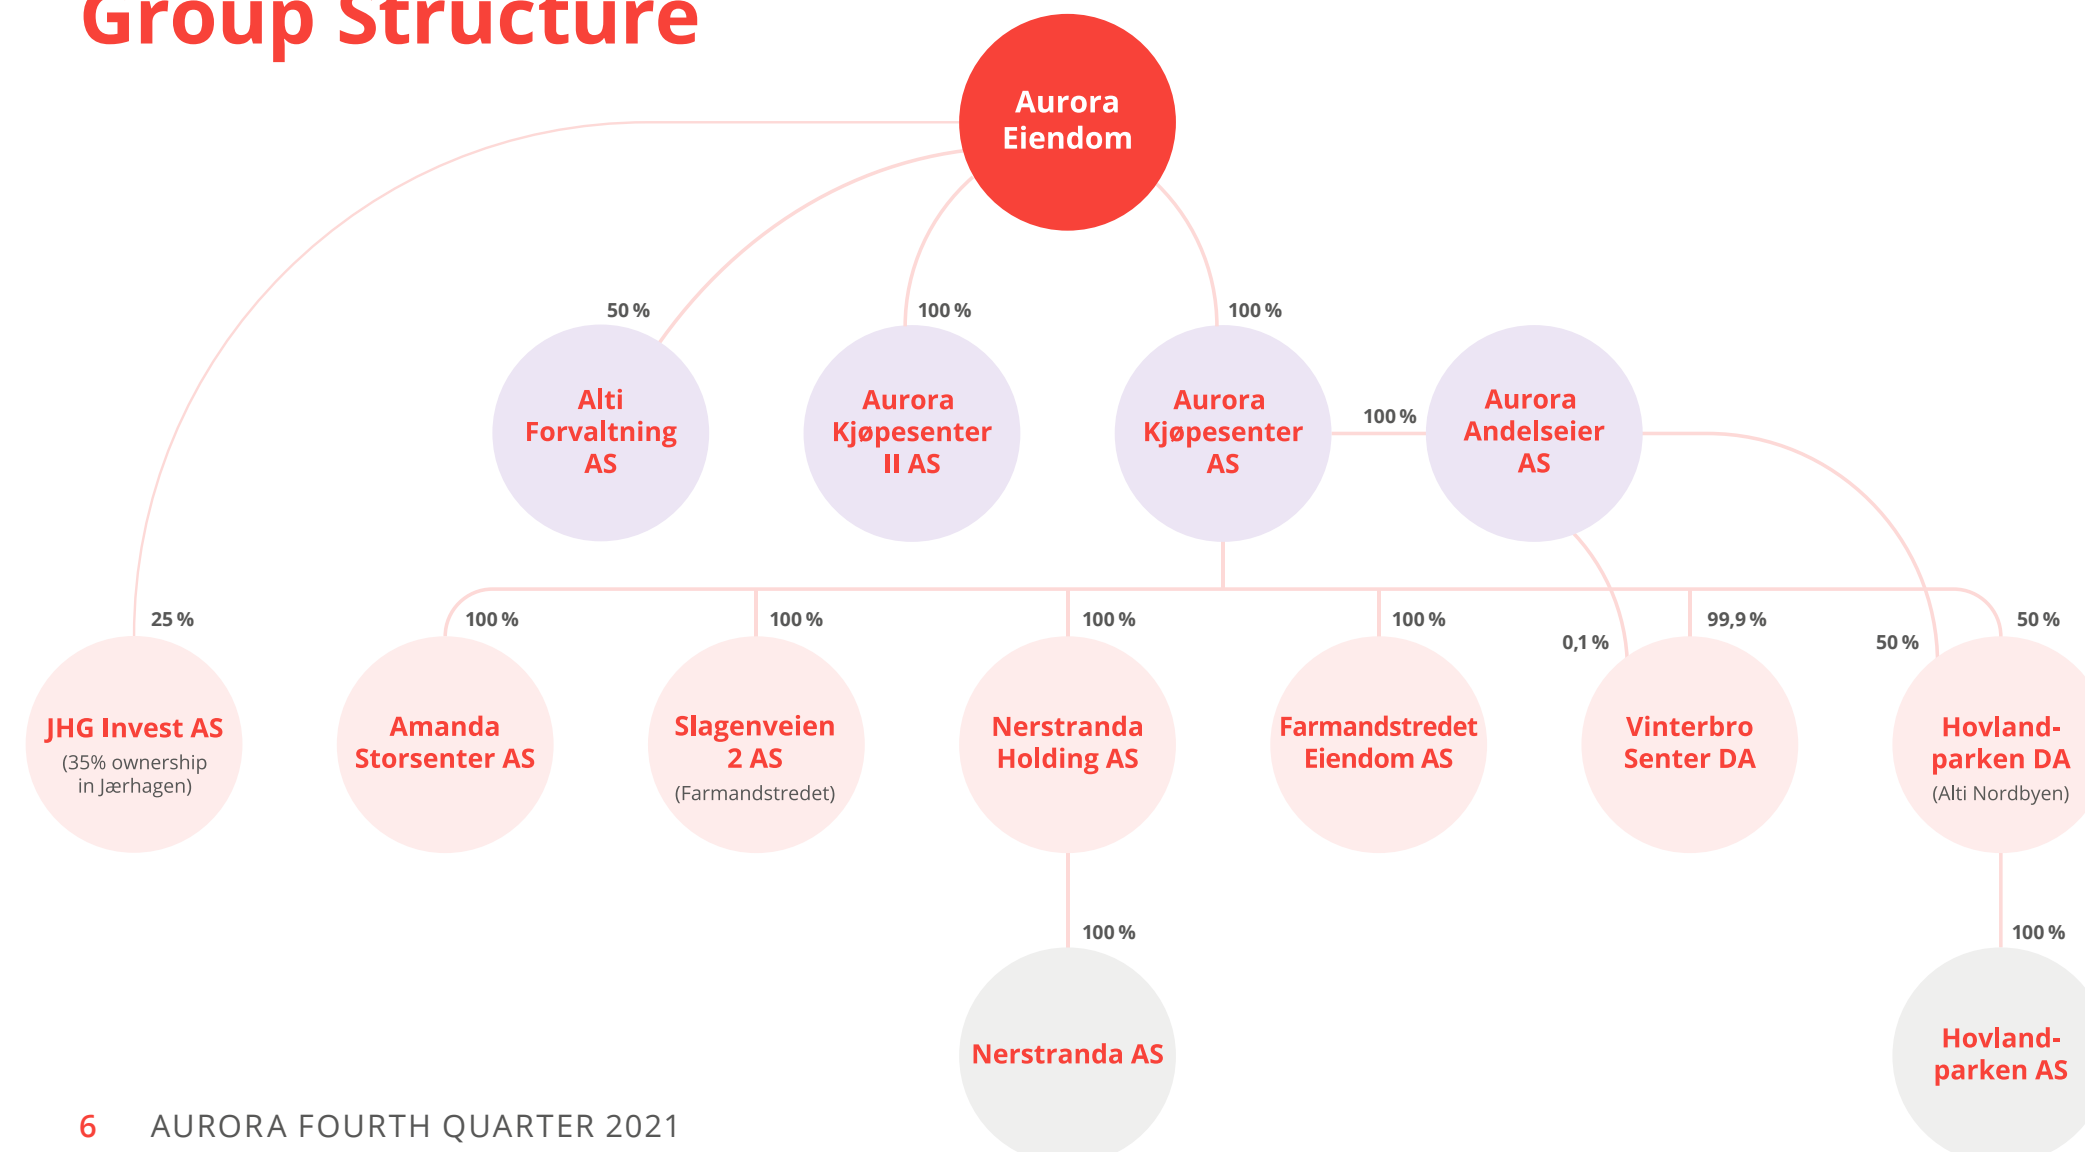 Group Structure
Aurora
Eiendom
50 %
100 %
100 %
Alti
Forvaltning
AS
Aurora
Kjøpesenter
II AS
Aurora
Kjøpesenter
AS
100 %
Aurora
Andelseier
AS
25 %
100 %
100 %
100 %
100 %
0,1 %
99,9 %
50 %
50 %
JHG Invest AS
(35% ownership
in Jærhagen)
Amanda
Storsenter AS
Slagenveien
2 AS
(Farmandstredet)
Nerstranda
Holding AS
Farmandstredet
Eiendom AS
Vinterbro
Senter DA
Hovland-
parken DA
(Alti Nordbyen)
100 %
100 %
Nerstranda AS
Hovland-
parken AS
6 AURORA FOURTH QUARTER 2021